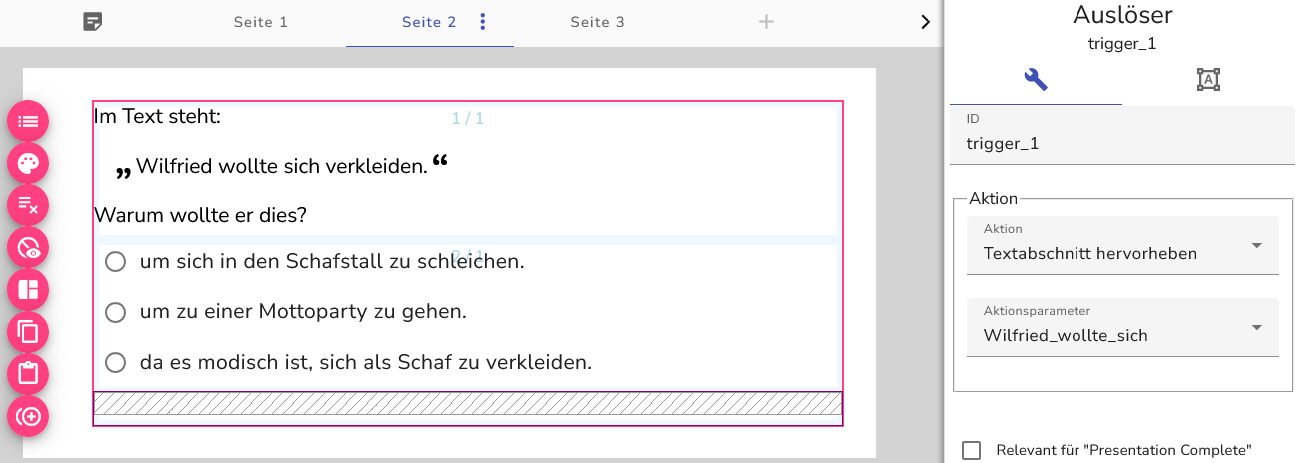 Seite 1
Seite 2
Seite 3
Im Text steht:
1 / 1
„ Wilfried wollte sich verkleiden. “
Warum wollte er dies?
um sich in den Schafstall zu schleichen.
um zu einer Mottoparty zu gehen.
da es modisch ist, sich als Schaf zu verkleiden.
Auslöser
trigger_1
A
ID
trigger_1
Aktion
Aktion
Textabschnitt hervorheben
Aktionsparameter
Wilfried_wollte_sich
Relevant für "Presentation Complete"